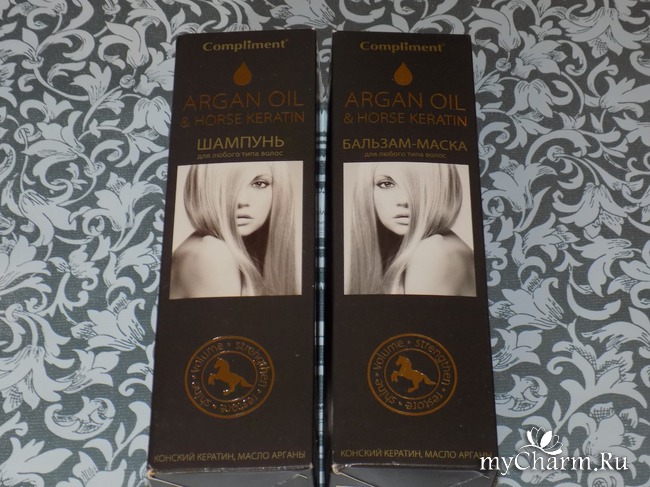 Compliment®
ARGAN OIL
& HORSE KERATIN
ШАМПУНЬ
для любого типа волос
shine • volume • strengthen • restore •
КОНСКИЙ КЕРАТИН, МАСЛО АРГАНЫ
Compliment®
ARGAN OIL
& HORSE KERATIN
БАЛЬЗАМ-МАСКА
для любого типа волос
shine • volume • strengthen • restore •
КОНСКИЙ КЕРАТИН, МАСЛО АРГАНЫ
myCharm.Ru